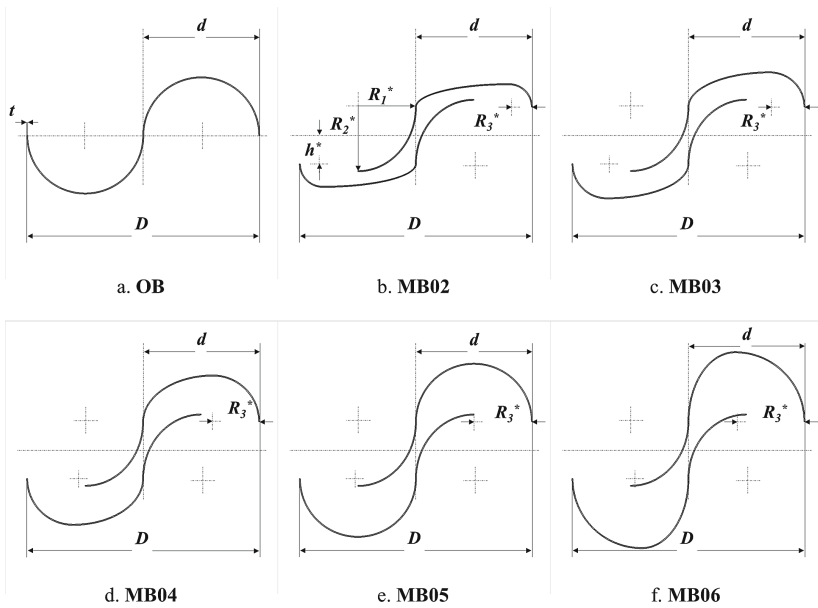 d
t
D
a. OB
d
R₁*
R₂*
R₃*
h*
D
b. MB02
d
R₃*
D
c. MB03
d
R₃*
D
d. MB04
d
R₃*
D
e. MB05
d
R₃*
D
f. MB06